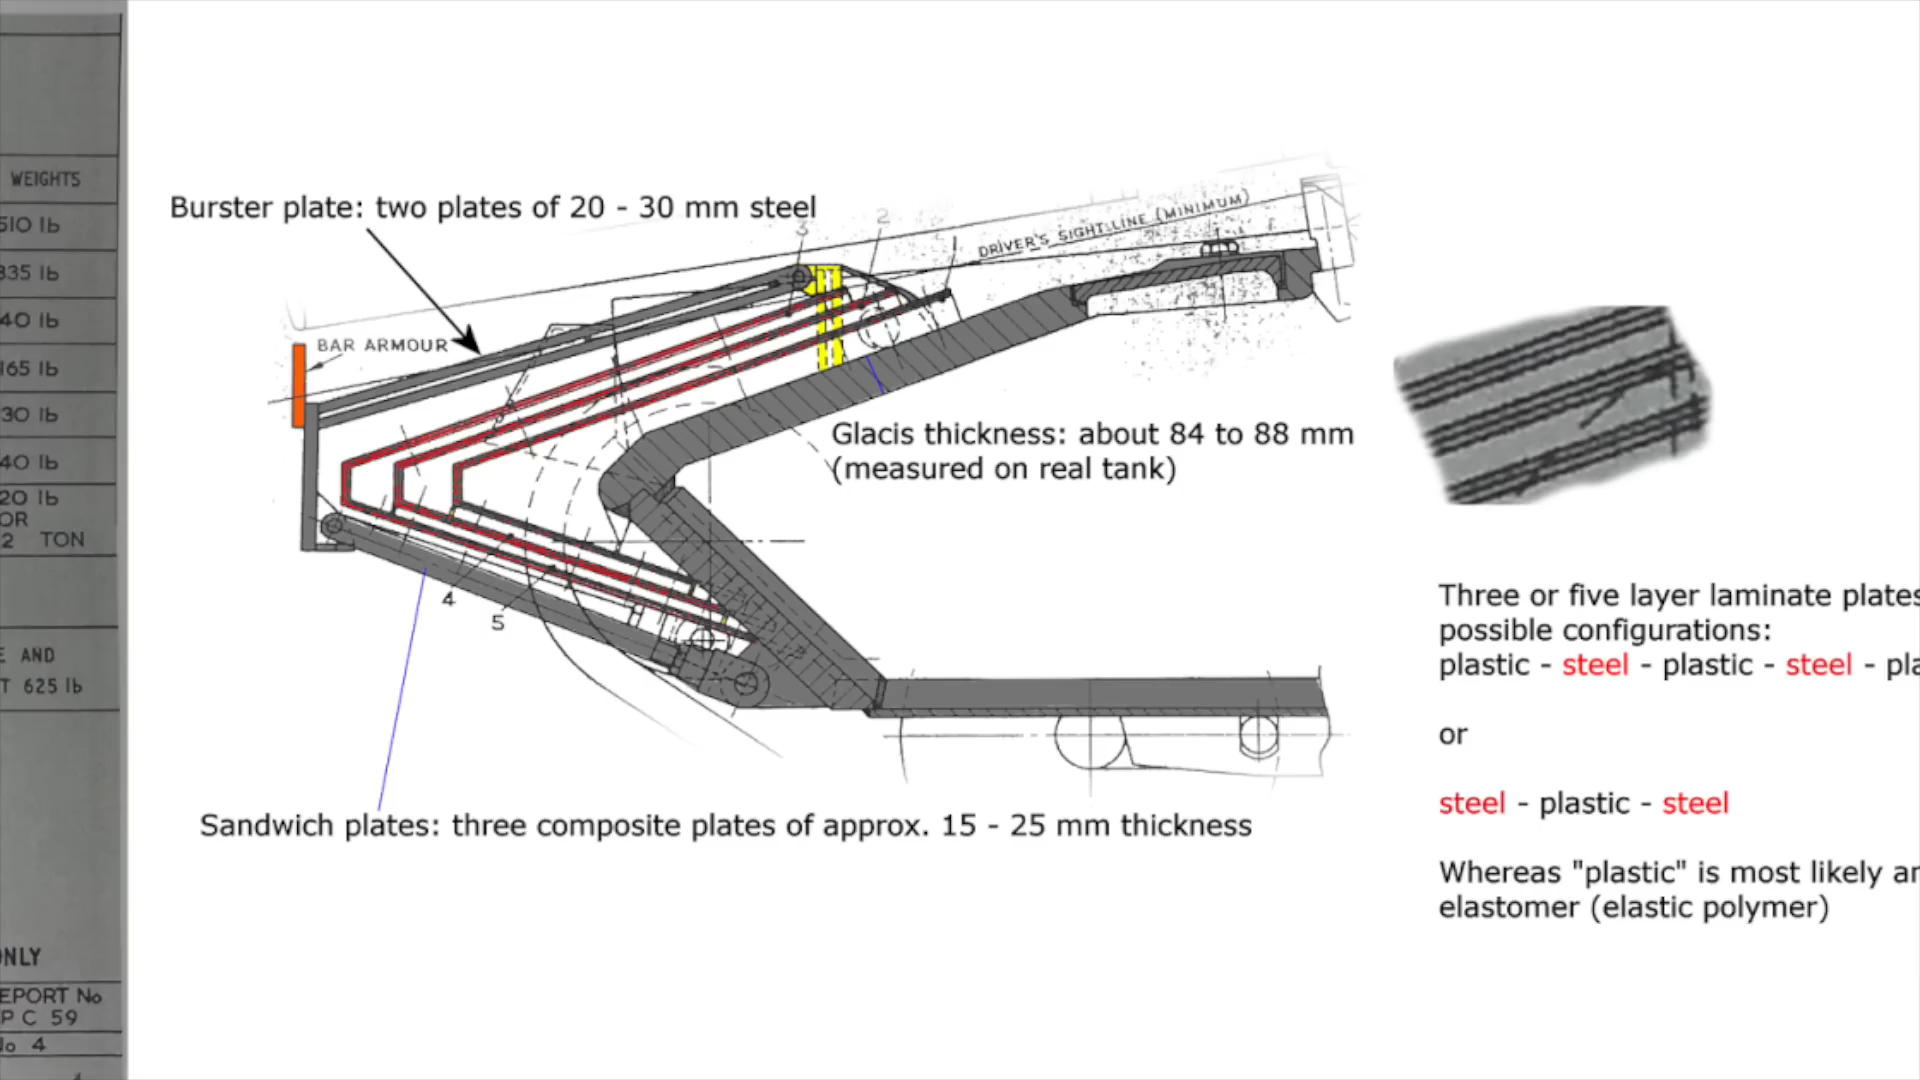 WEIGHTS
510 lb
335 lb
40 lb
165 lb
30 lb
40 lb
20 lb
OR
2 TON
E AND
T 625 lb
ONLY
EPORT No
P C 59
No 4
Burster plate: two plates of 20 - 30 mm steel
3
2
DRIVER'S SIGHT LINE (MINIMUM)
BAR ARMOUR
Glacis thickness: about 84 to 88 mm
(measured on real tank)
4
5
Sandwich plates: three composite plates of approx. 15 - 25 mm thickness
Three or five layer laminate plates
possible configurations:
plastic - steel - plastic - steel - pla
or
steel - plastic - steel
Whereas "plastic" is most likely an
elastomer (elastic polymer)